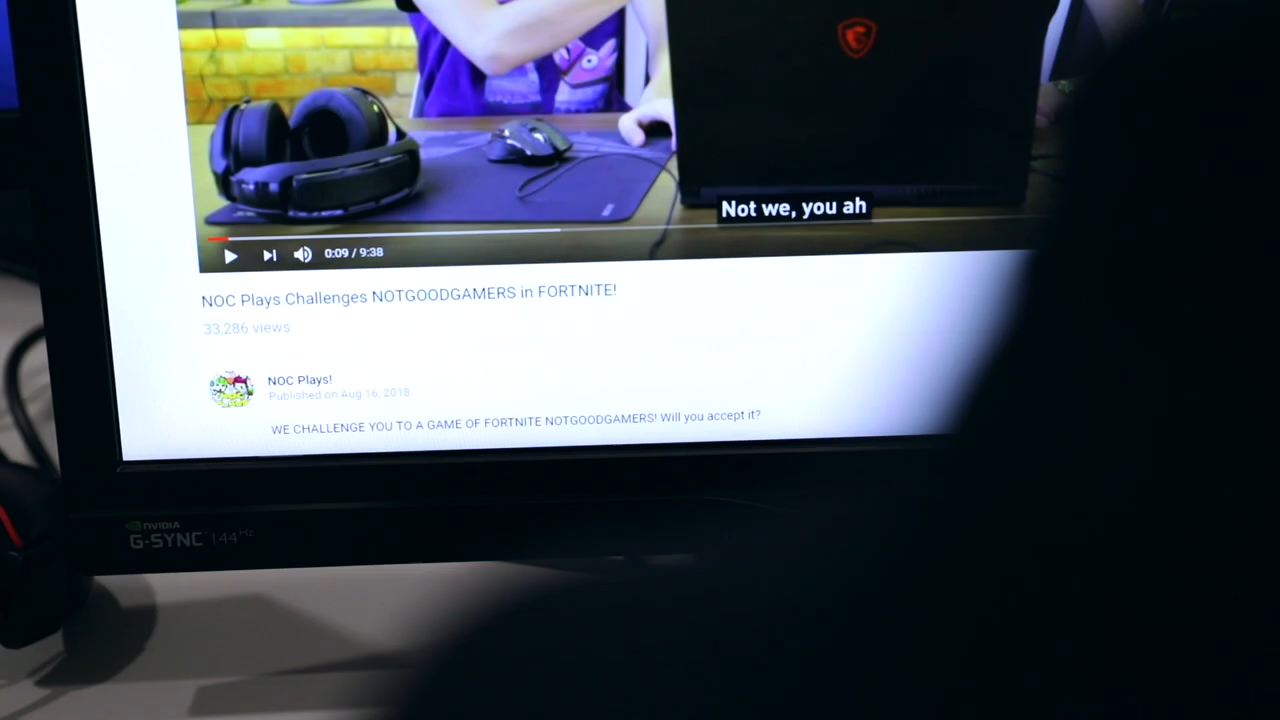 Not we, you ah
0:09 / 9:38
NOC Plays Challenges NOTGOODGAMERS in FORTNITE!
33,286 views
NOC Plays!
Published on Aug 16, 2018
WE CHALLENGE YOU TO A GAME OF FORTNITE NOTGOODGAMERS! Will you accept it?
NVIDIA
G-SYNC 144Hz